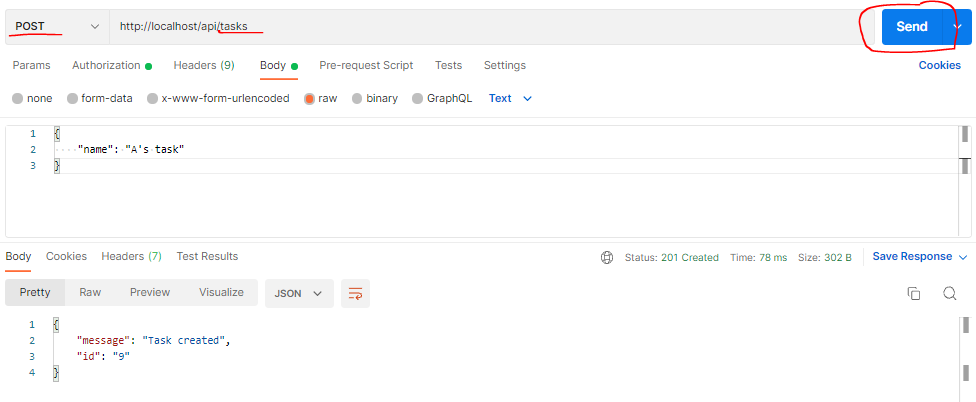 POST http://localhost/api/tasks Send
Params Authorization Headers (9) Body Pre-request Script Tests Settings Cookies
none form-data x-www-form-urlencoded raw binary GraphQL Text
1 {
2 "name": "A's task"
3 }
Body Cookies Headers (7) Test Results Status: 201 Created Time: 78 ms Size: 302 B Save Response
Pretty Raw Preview Visualize JSON
1 {
2 "message": "Task created",
3 "id": "9"
4 }